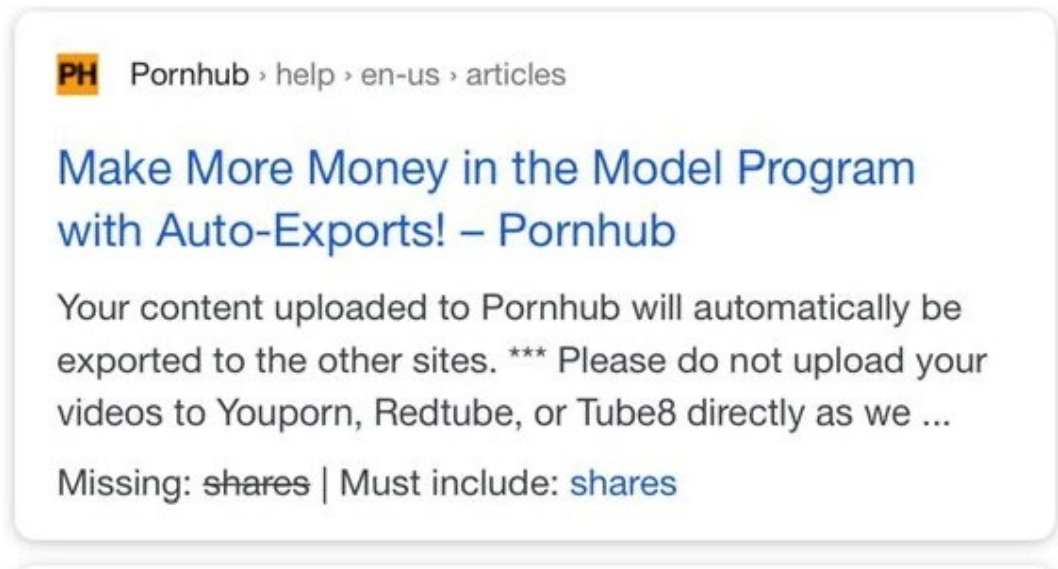 PH Pornhub › help › en-us › articles
Make More Money in the Model Program
with Auto-Exports! – Pornhub
Your content uploaded to Pornhub will automatically be
exported to the other sites. *** Please do not upload your
videos to Youporn, Redtube, or Tube8 directly as we ...
Missing: shares | Must include: shares